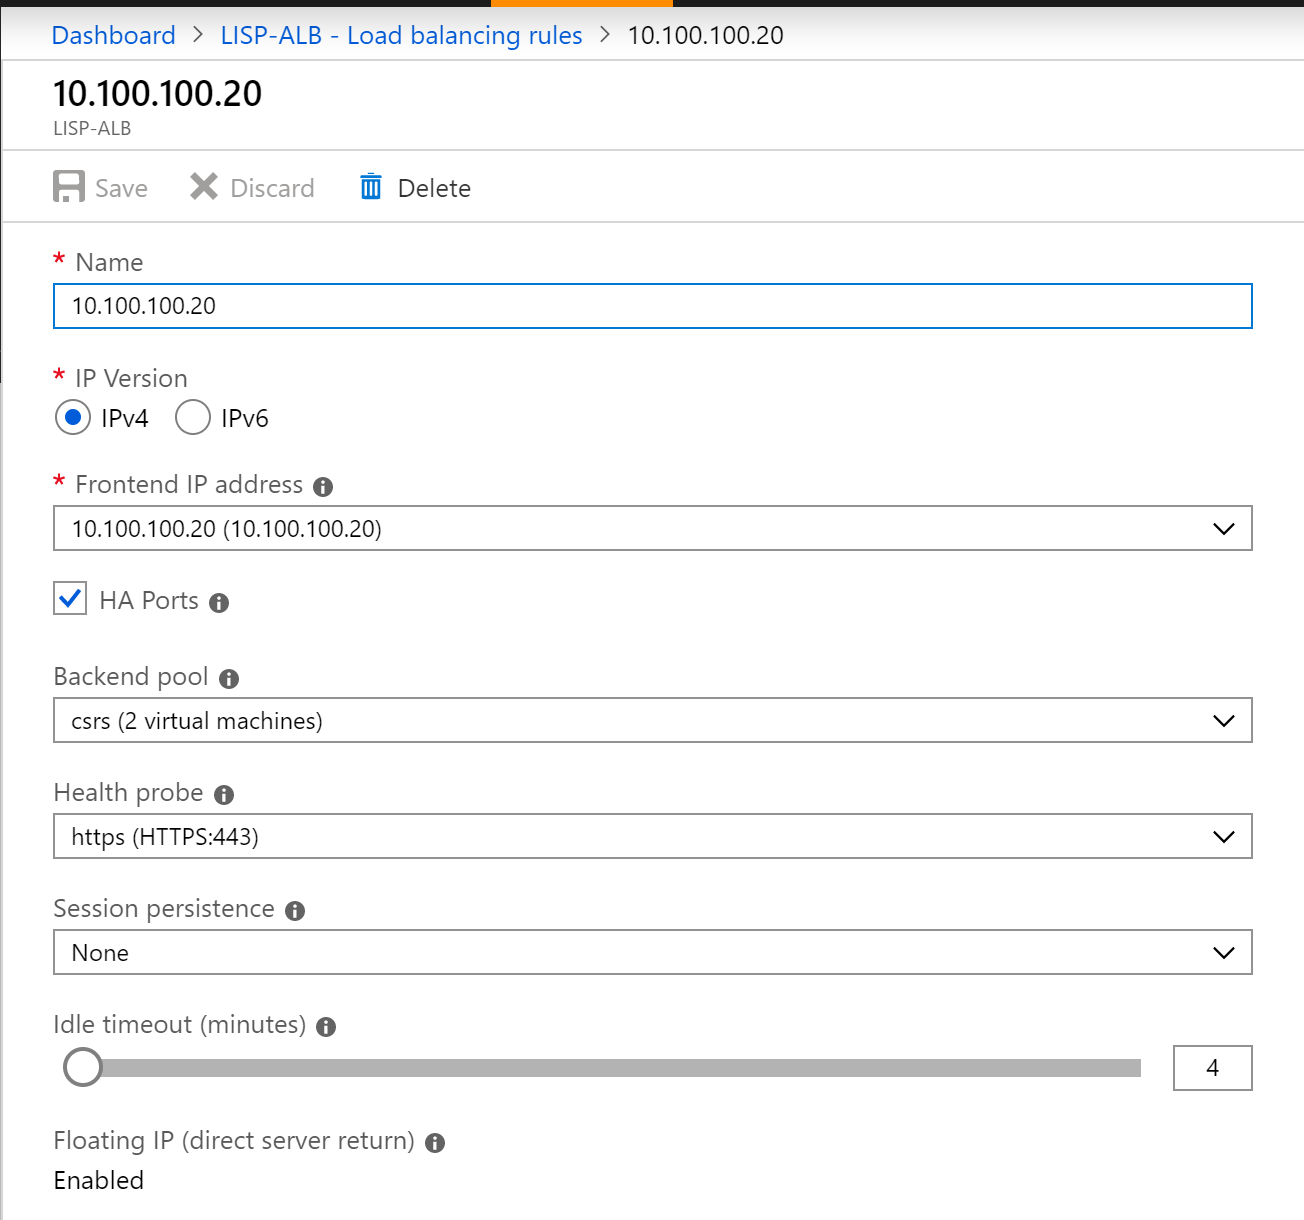 Dashboard > LISP-ALB - Load balancing rules > 10.100.100.20
10.100.100.20
LISP-ALB
Save Discard Delete
* Name
10.100.100.20
* IP Version
IPv4 IPv6
* Frontend IP address
10.100.100.20 (10.100.100.20)
HA Ports
Backend pool
csrs (2 virtual machines)
Health probe
https (HTTPS:443)
Session persistence
None
Idle timeout (minutes)
4
Floating IP (direct server return)
Enabled